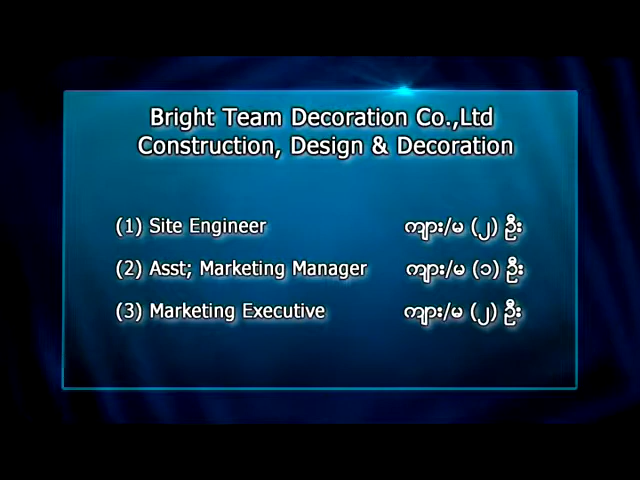 Bright Team Decoration Co.,Ltd
Construction, Design & Decoration
(1) Site Engineer ကျား/မ (၂) ဦး
(2) Asst; Marketing Manager ကျား/မ (၁) ဦး
(3) Marketing Executive ကျား/မ (၂) ဦး